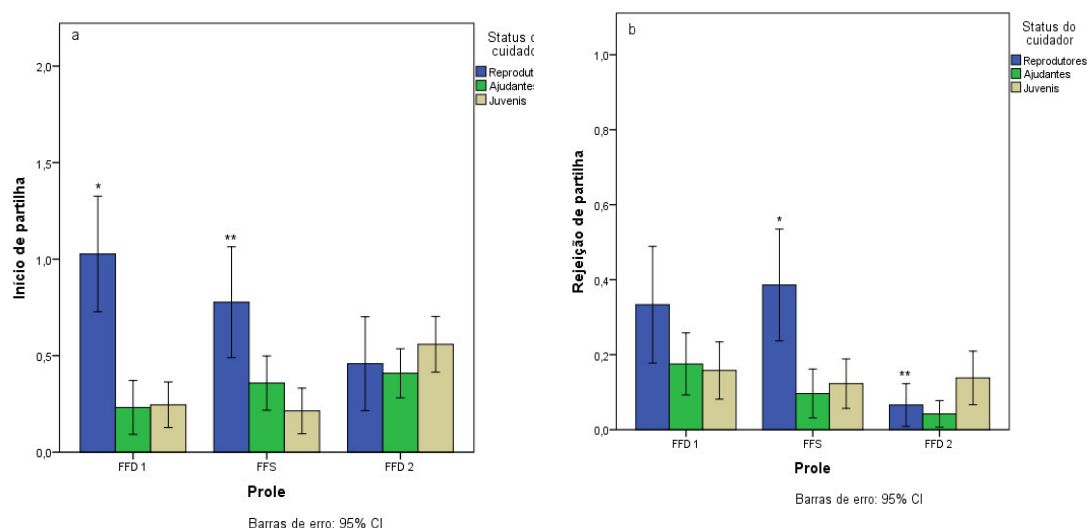 a
Status d
cuidad
Reprodut
Ajudantes
Juvenis
2,0
1,5
1,0
0,5
0,0
Início de partilha
*
**
FFD 1
FFS
FFD 2
Prole
Barras de erro: 95% CI
b
Status do
cuidador
Reprodutores
Ajudantes
Juvenis
1,0
0,8
0,6
0,4
0,2
0,0
Rejeição de partilha
*
**
FFD 1
FFS
FFD 2
Prole
Barras de erro: 95% CI